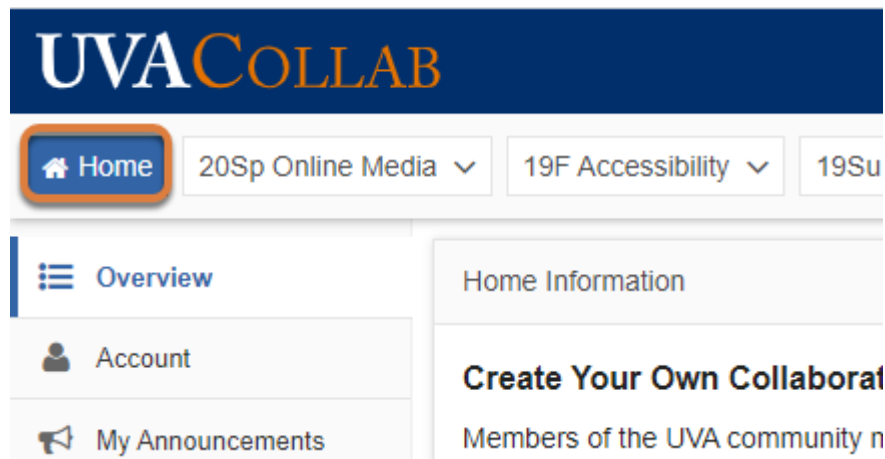 UVACOLLAB
Home 20Sp Online Media 19F Accessibility 19Su
Overview
Account
My Announcements
Home Information
Create Your Own
Members of the UVA community